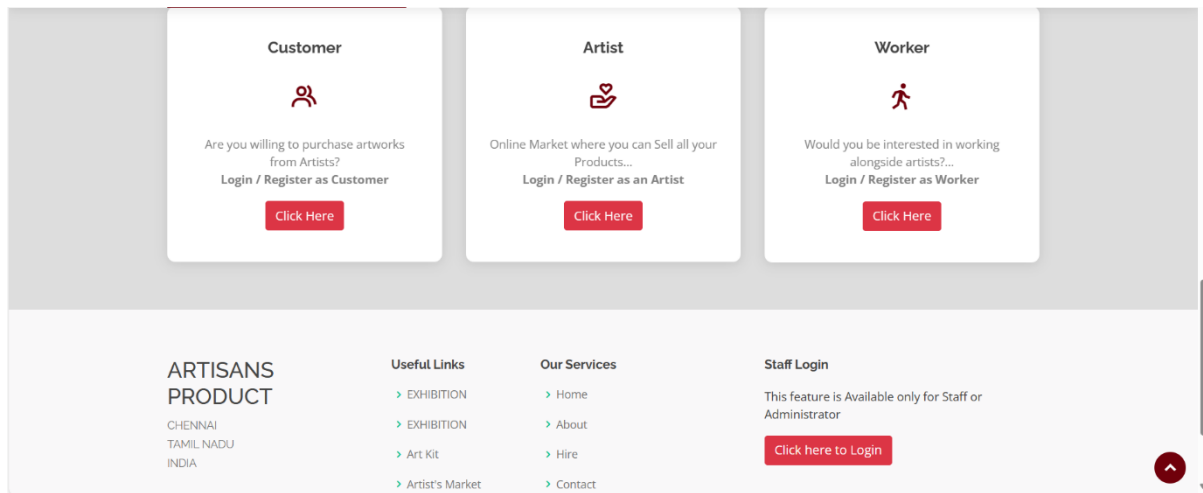 Customer
Are you willing to purchase artworks
from Artists?
Login / Register as Customer
Click Here
Artist
Online Market where you can Sell all your
Products...
Login / Register as an Artist
Click Here
Worker
Would you be interested in working
alongside artists?...
Login / Register as Worker
Click Here
ARTISANS
PRODUCT
CHENNAI
TAMIL NADU
INDIA
Useful Links
EXHIBITION
EXHIBITION
Art Kit
Artist's Market
Our Services
Home
About
Hire
Contact
Staff Login
This feature is Available only for Staff or
Administrator
Click here to Login